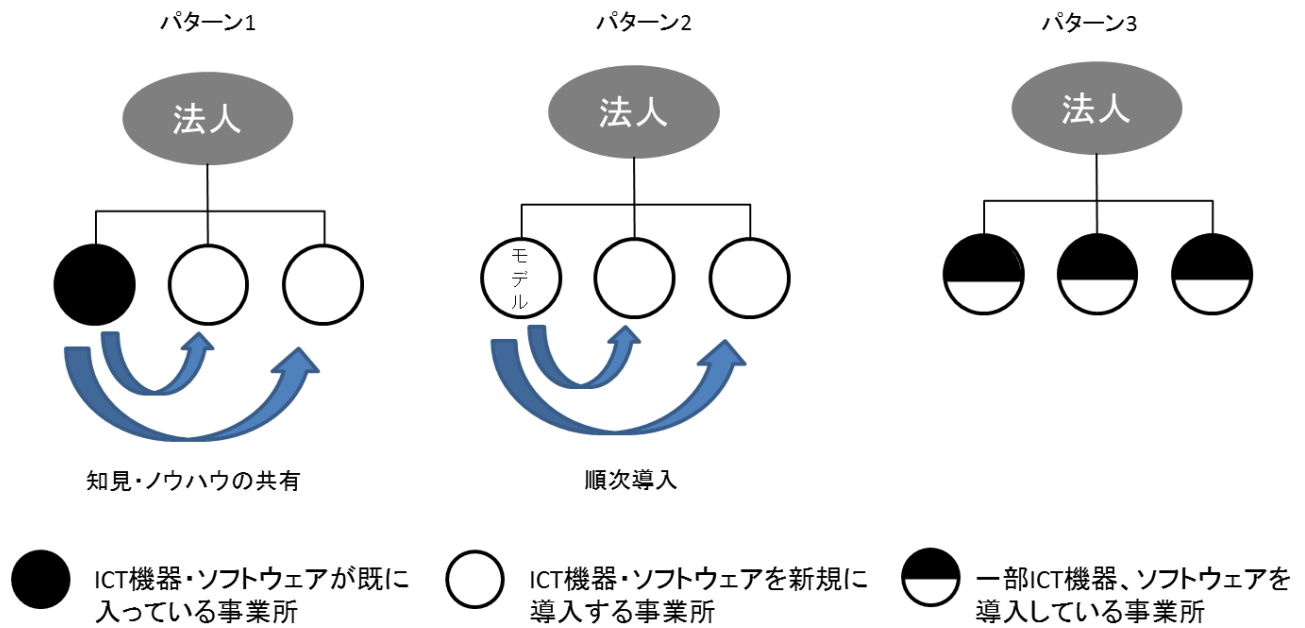 パターン1
パターン2
パターン3
法人
法人
法人
モデル
知見・ノウハウの共有
順次導入
ICT機器・ソフトウェアが既に
入っている事業所
ICT機器・ソフトウェアを新規に
導入する事業所
一部ICT機器、ソフトウェアを
導入している事業所